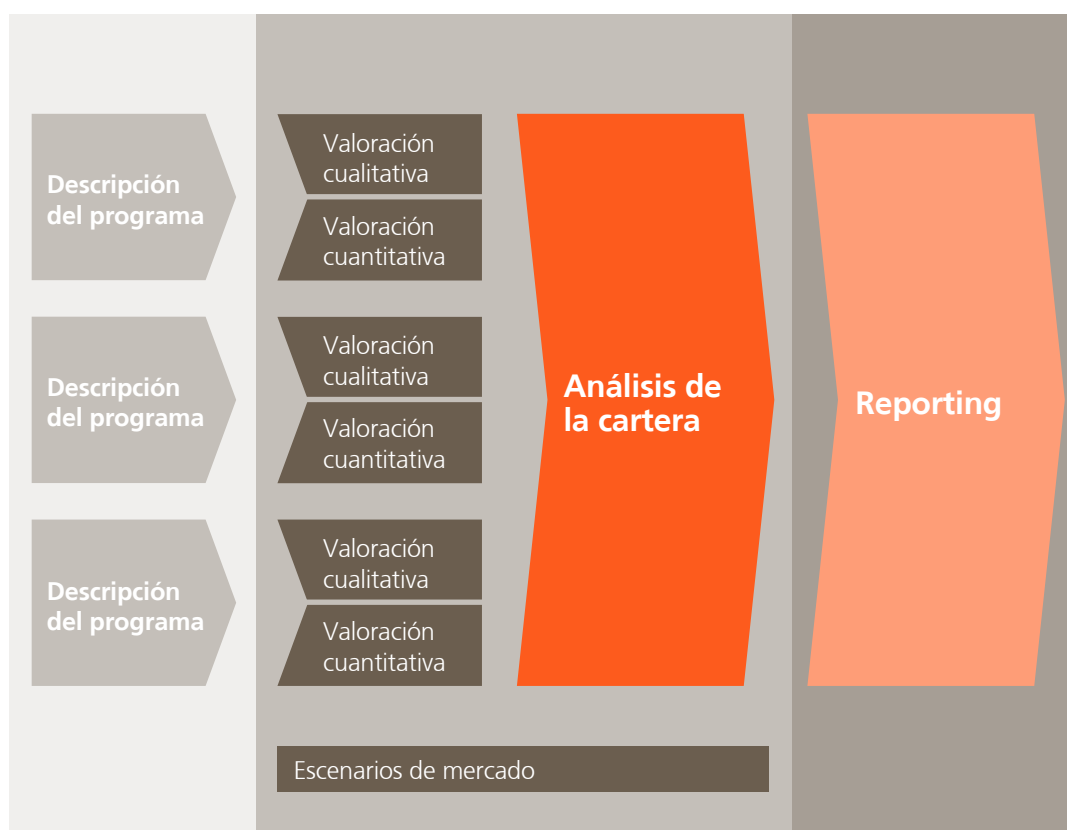 Descripción
del programa
Valoración
cualitativa
Valoración
cuantitativa
Descripción
del programa
Valoración
cualitativa
Valoración
cuantitativa
Descripción
del programa
Valoración
cualitativa
Valoración
cuantitativa
Análisis de
la cartera
Reporting
Escenarios de mercado